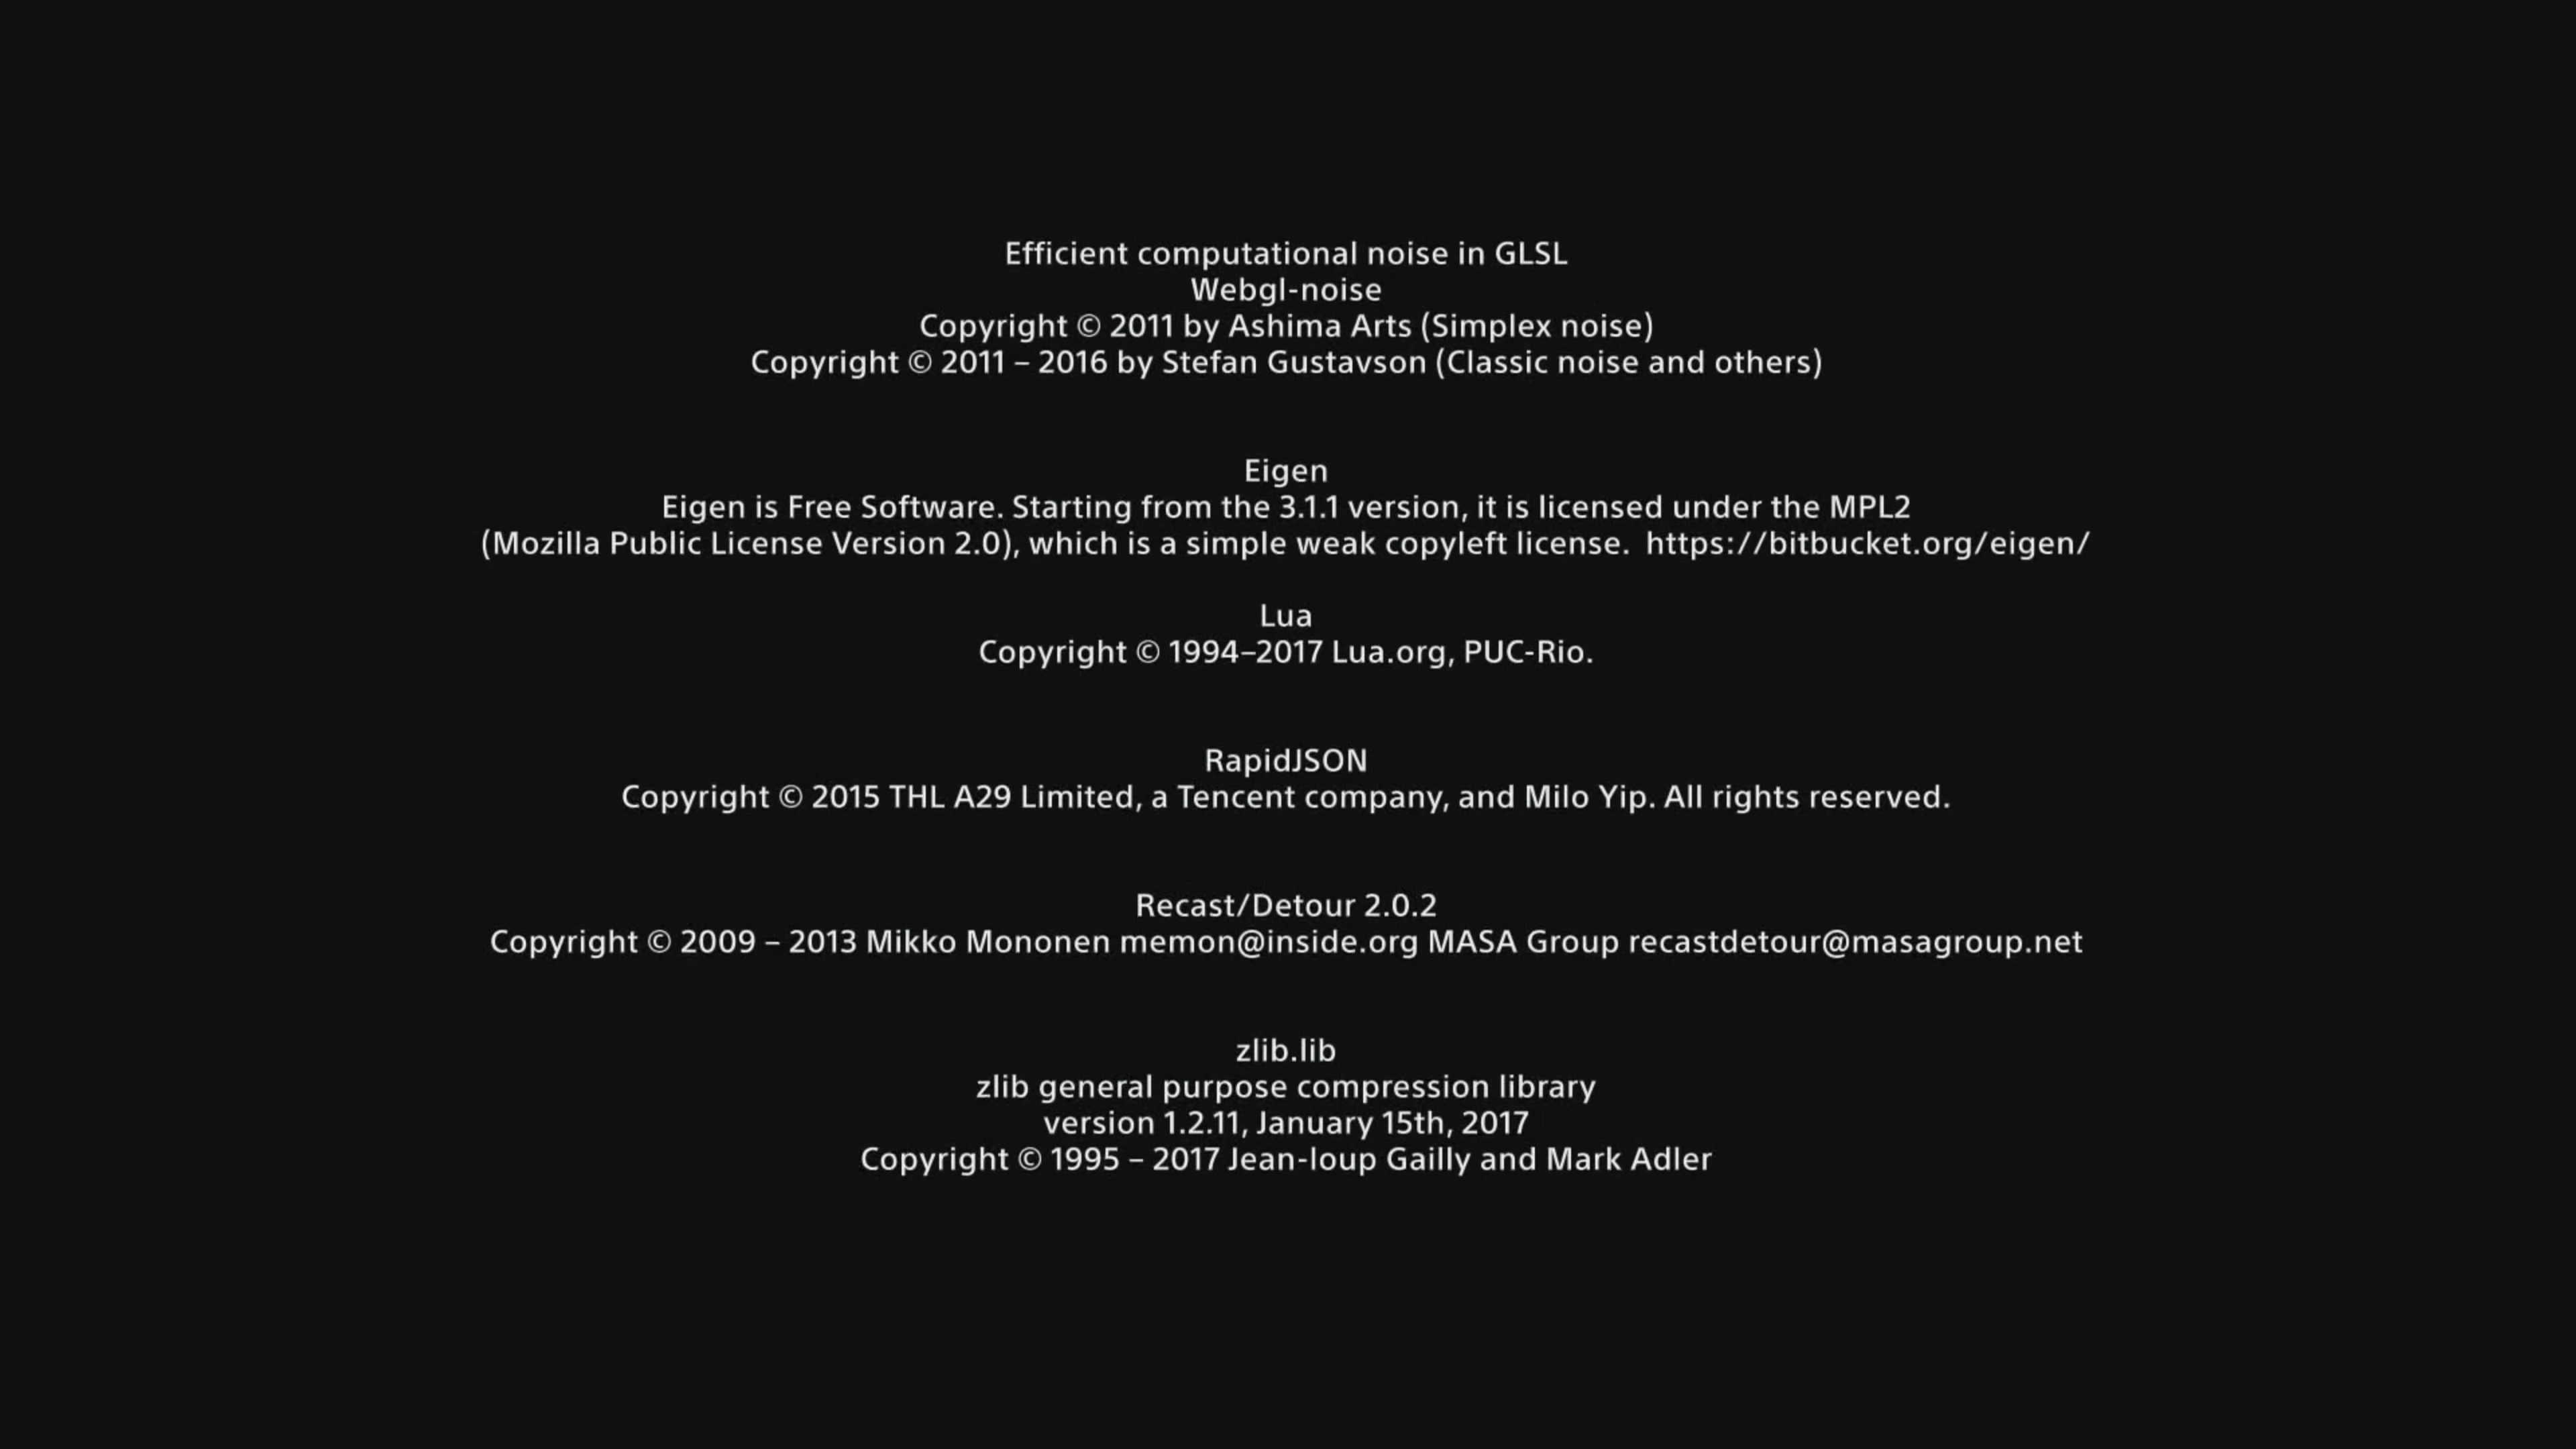 Efficient computational noise in GLSL
Webgl-noise
Copyright © 2011 by Ashima Arts (Simplex noise)
Copyright © 2011 – 2016 by Stefan Gustavson (Classic noise and others)
Eigen
Eigen is Free Software. Starting from the 3.1.1 version, it is licensed under the MPL2
(Mozilla Public License Version 2.0), which is a simple weak copyleft license.  https://bitbucket.org/eigen/
Lua
Copyright © 1994–2017 Lua.org, PUC-Rio.
RapidJSON
Copyright © 2015 THL A29 Limited, a Tencent company, and Milo Yip. All rights reserved.
Recast/Detour 2.0.2
Copyright © 2009 – 2013 Mikko Mononen memon@inside.org MASA Group recastdetour@masagroup.net
zlib.lib
zlib general purpose compression library
version 1.2.11, January 15th, 2017
Copyright © 1995 – 2017 Jean-loup Gailly and Mark Adler